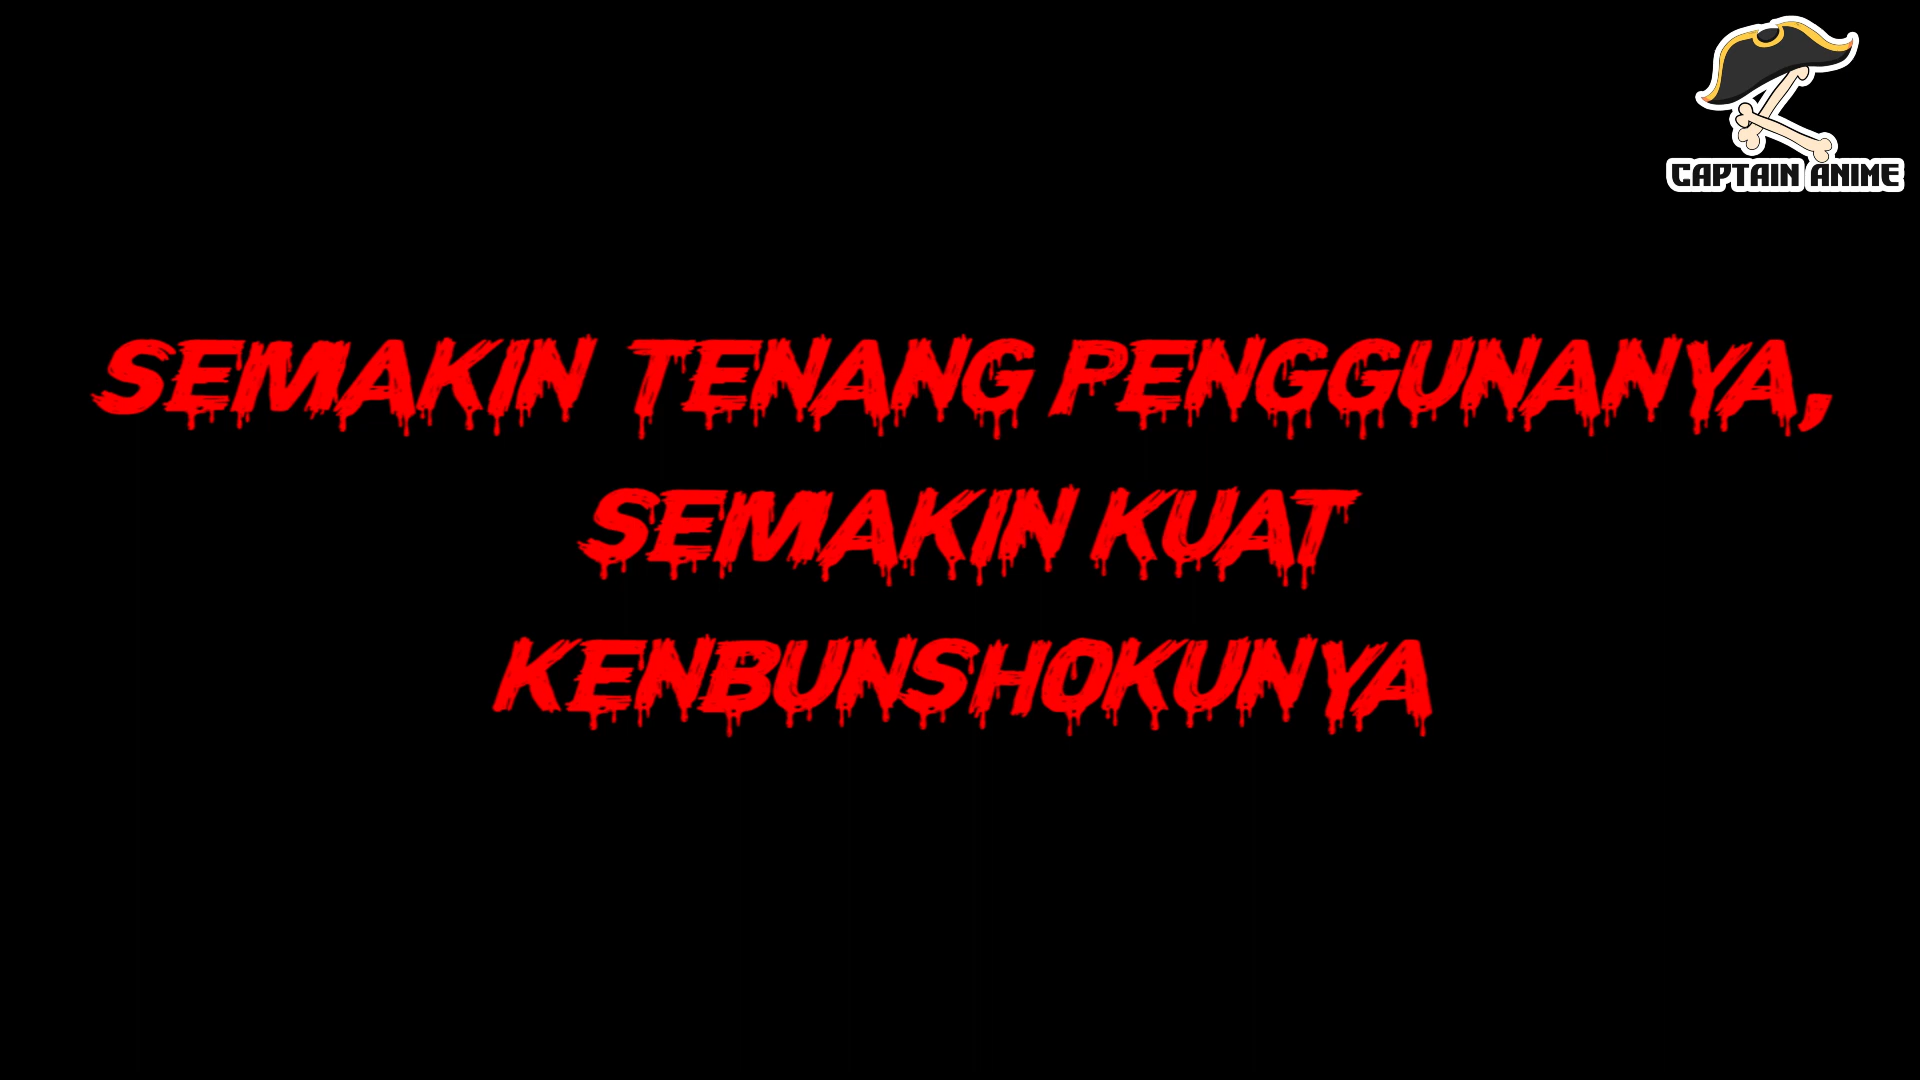 CAPTAIN ANIME
SEMAKIN TENANG PENGGUNANYA,
SEMAKIN KUAT
KENBUNSHOKUNYA